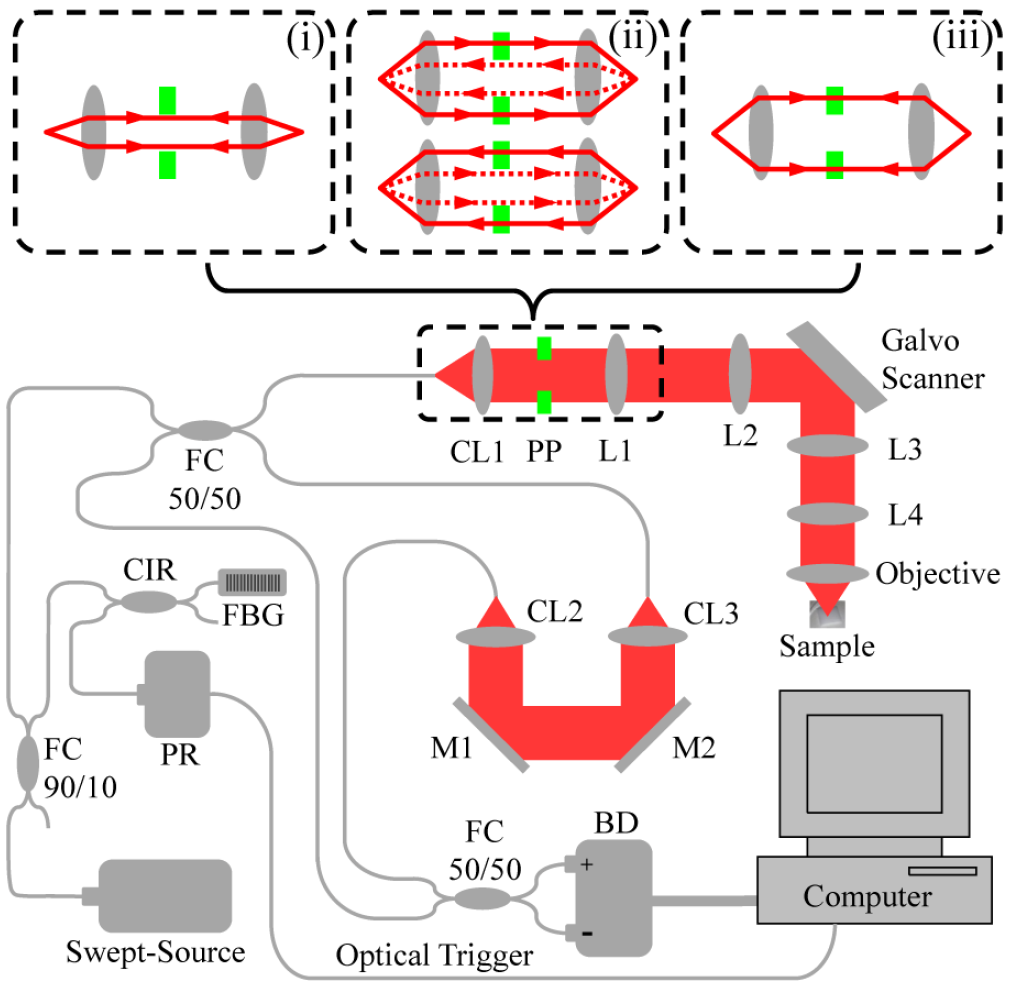 (i)
(ii)
(iii)
Galvo
Scanner
CL1
PP
L1
L2
FC
50/50
L3
L4
CIR
FBG
Objective
CL2
CL3
Sample
PR
M1
M2
FC
90/10
BD
FC
50/50
+
-
Computer
Swept-Source
Optical Trigger